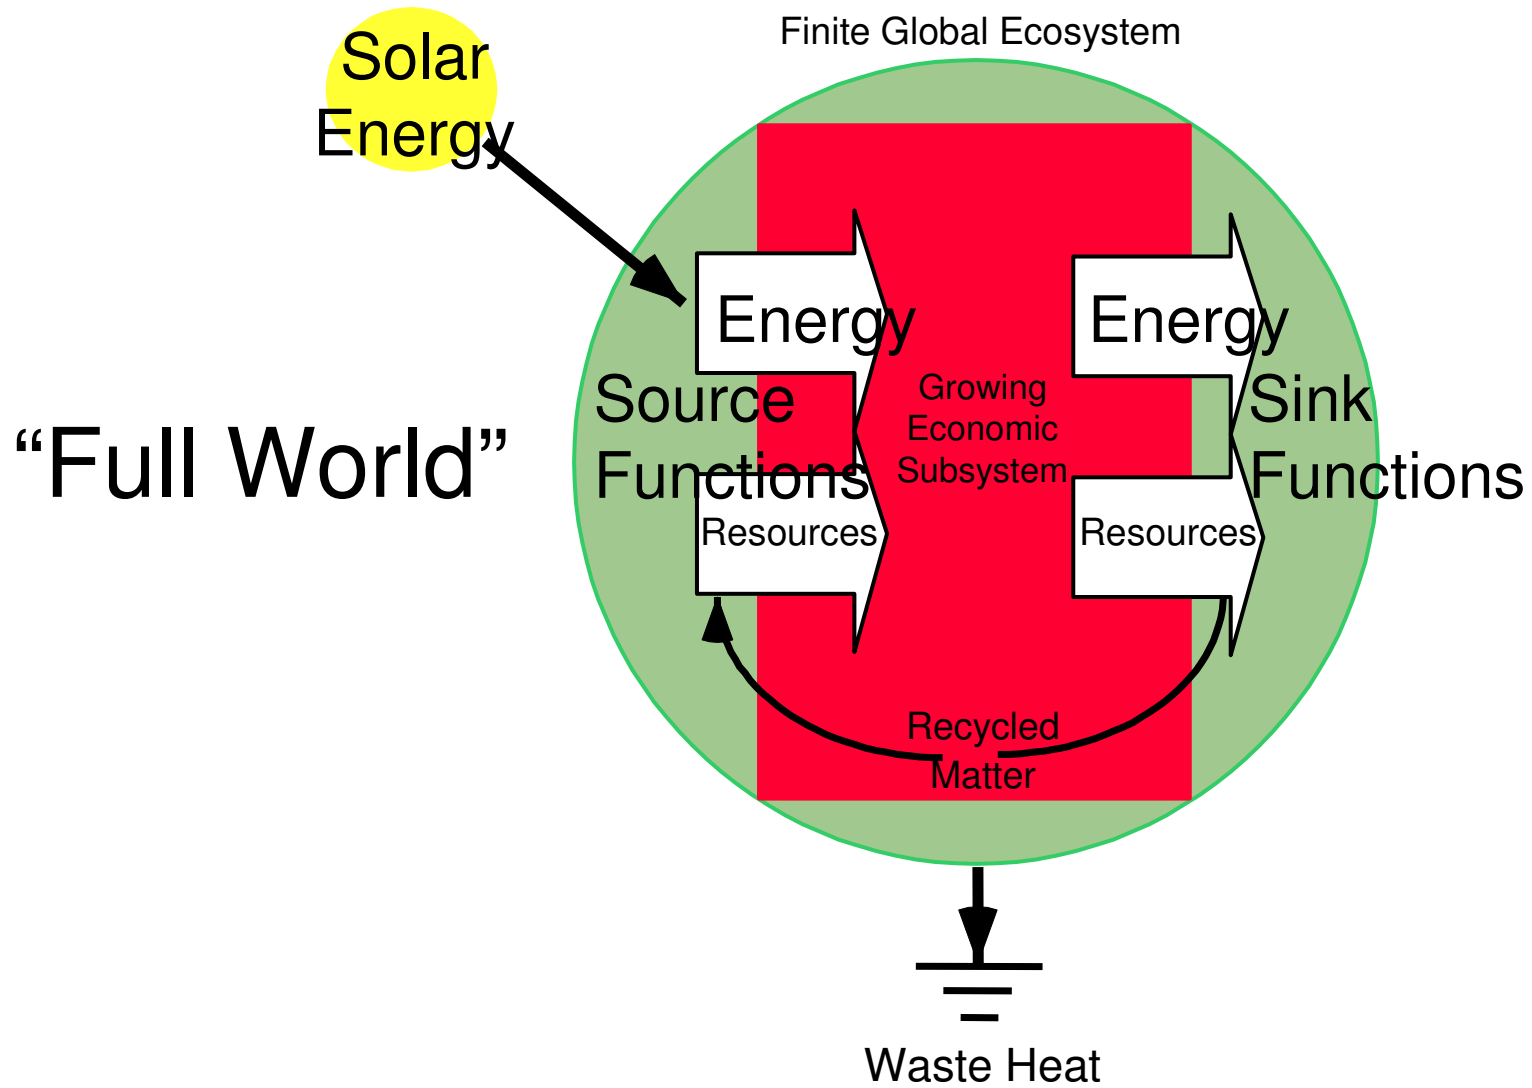 Finite Global Ecosystem
Solar
Energy
Energy
Energy
Source
Functions
Growing
Economic
Subsystem
Sink
Functions
“Full World”
Resources
Resources
Recycled
Matter
Waste Heat